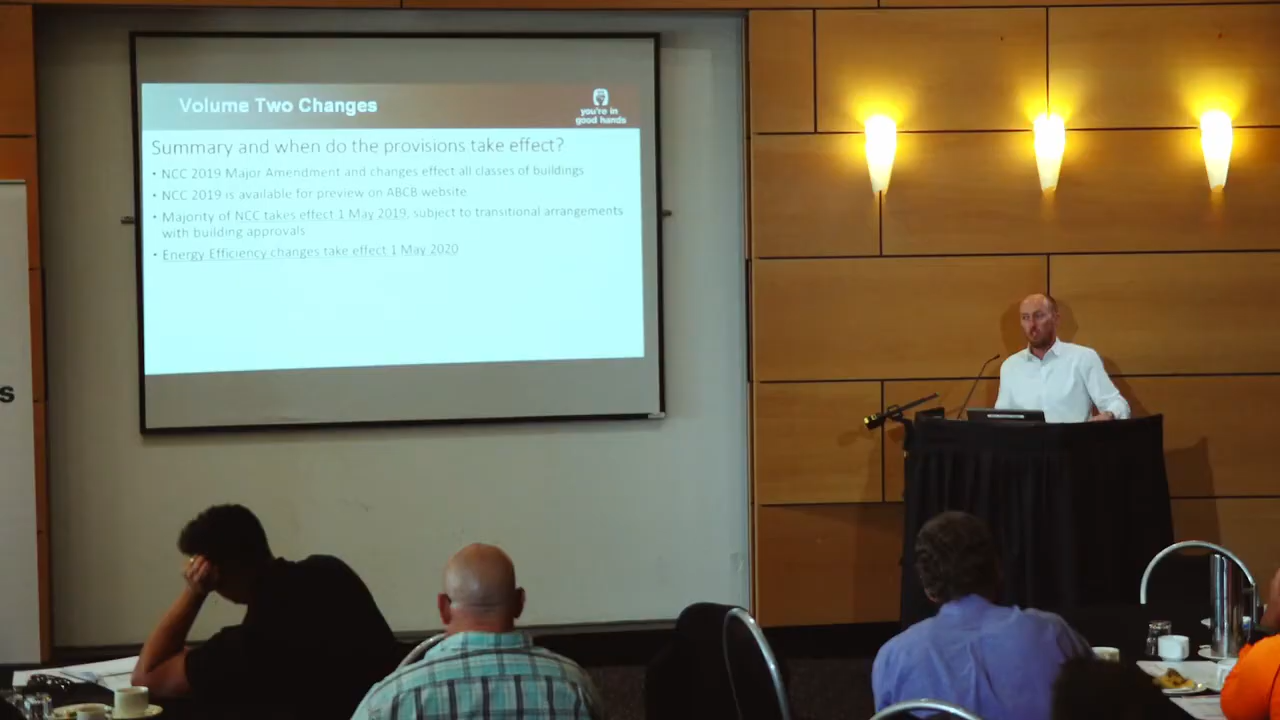 Volume Two Changes
you're in
good hands
Summary and when do the provisions take effect?
• NCC 2019 Major Amendment and changes effect all classes of buildings
• NCC 2019 is available for preview on ABCB website
• Majority of NCC takes effect 1 May 2019, subject to transitional arrangements
with building approvals
• Energy Efficiency changes take effect 1 May 2020
s